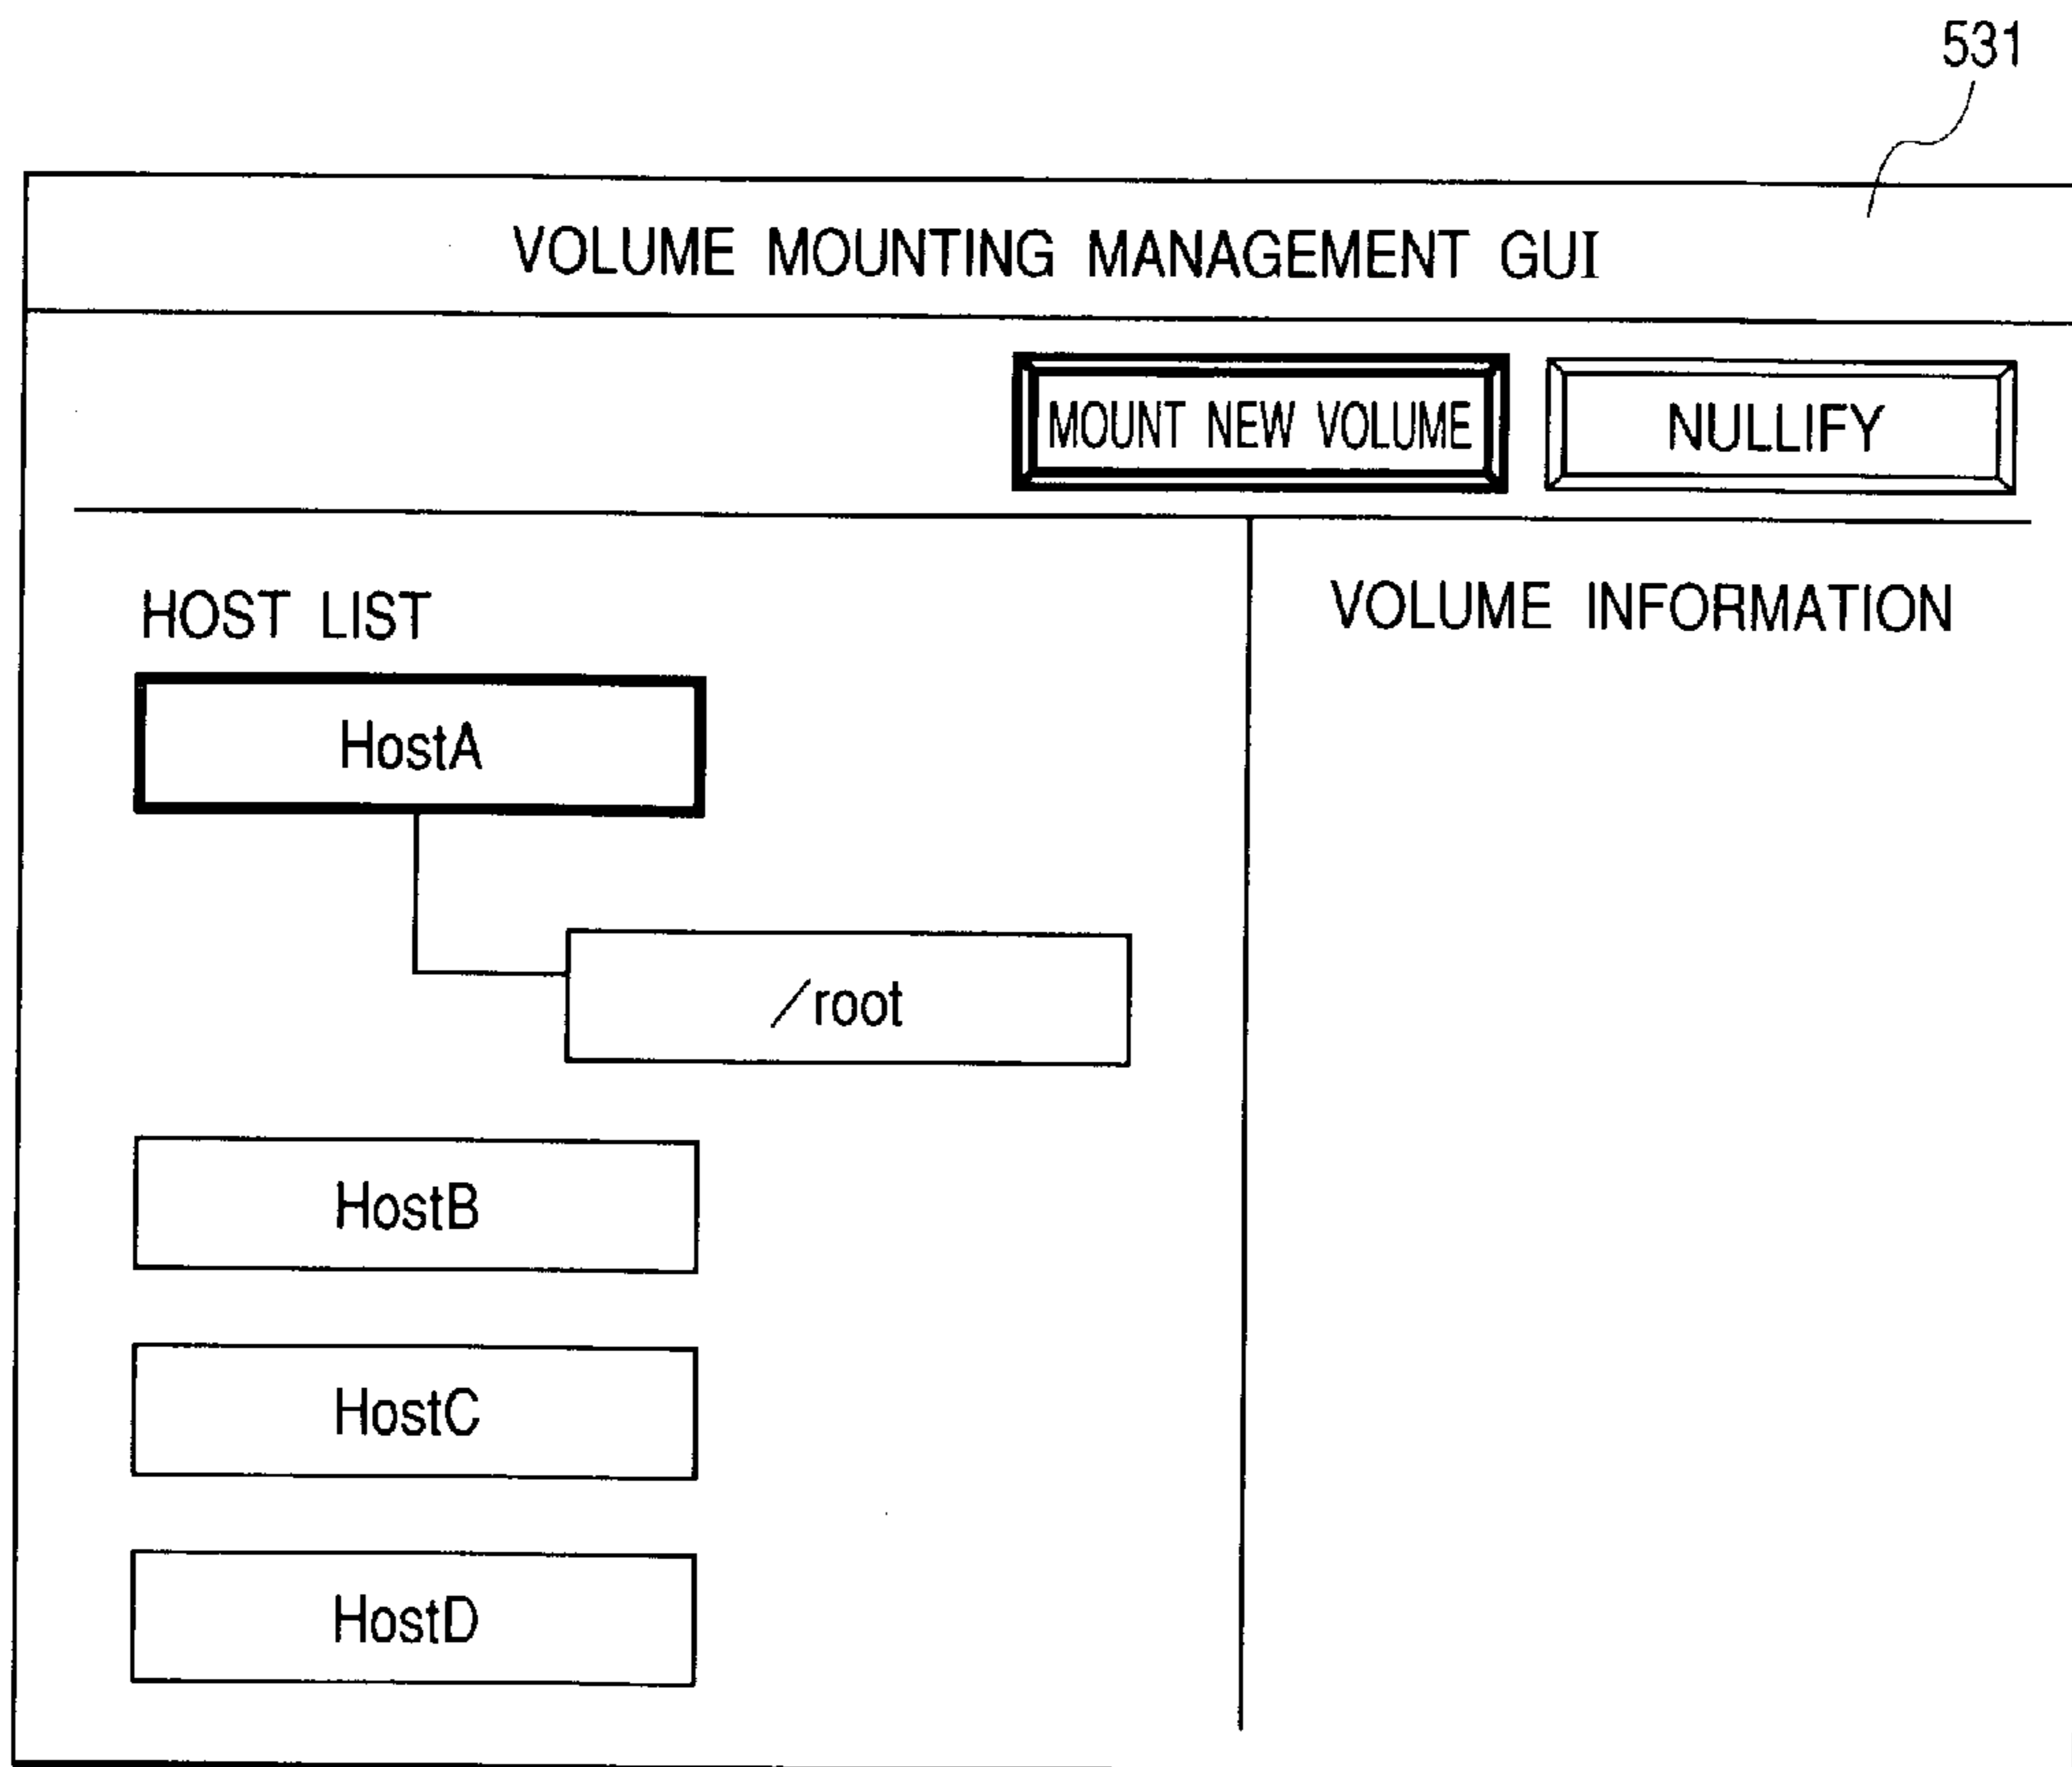 531
VOLUME MOUNTING MANAGEMENT GUI
MOUNT NEW VOLUME NULLIFY
HOST LIST
VOLUME INFORMATION
HostA
/root
HostB
HostC
HostD